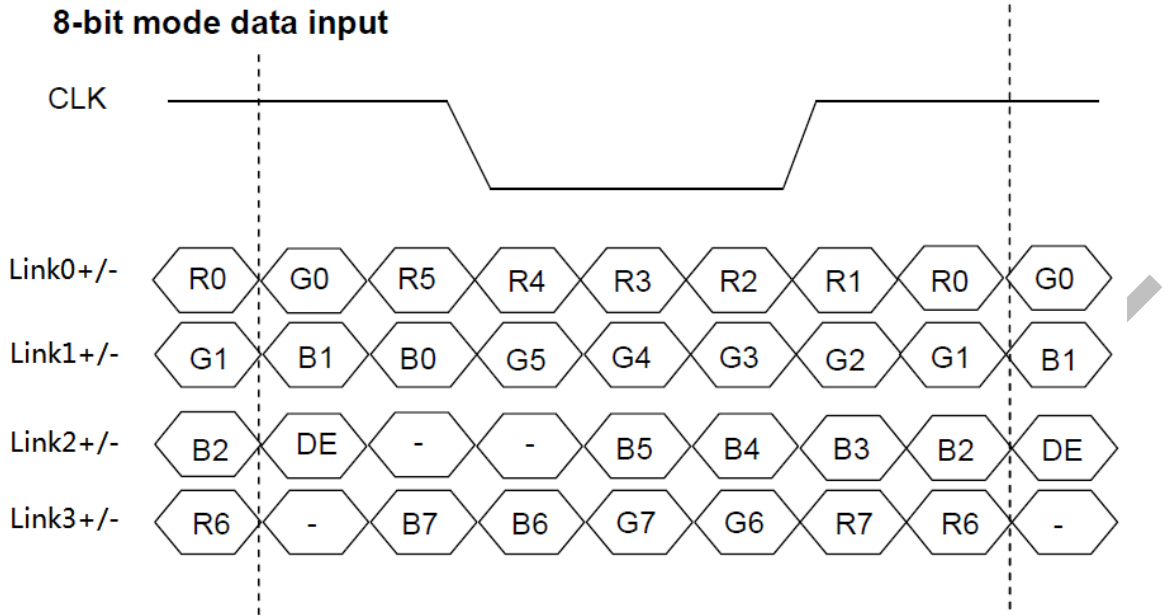 8-bit mode data input
CLK
Link0+/- R0 G0 R5 R4 R3 R2 R1 R0 G0
Link1+/- G1 B1 B0 G5 G4 G3 G2 G1 B1
Link2+/- B2 DE - - B5 B4 B3 B2 DE
Link3+/- R6 - B7 B6 G7 G6 R7 R6 -